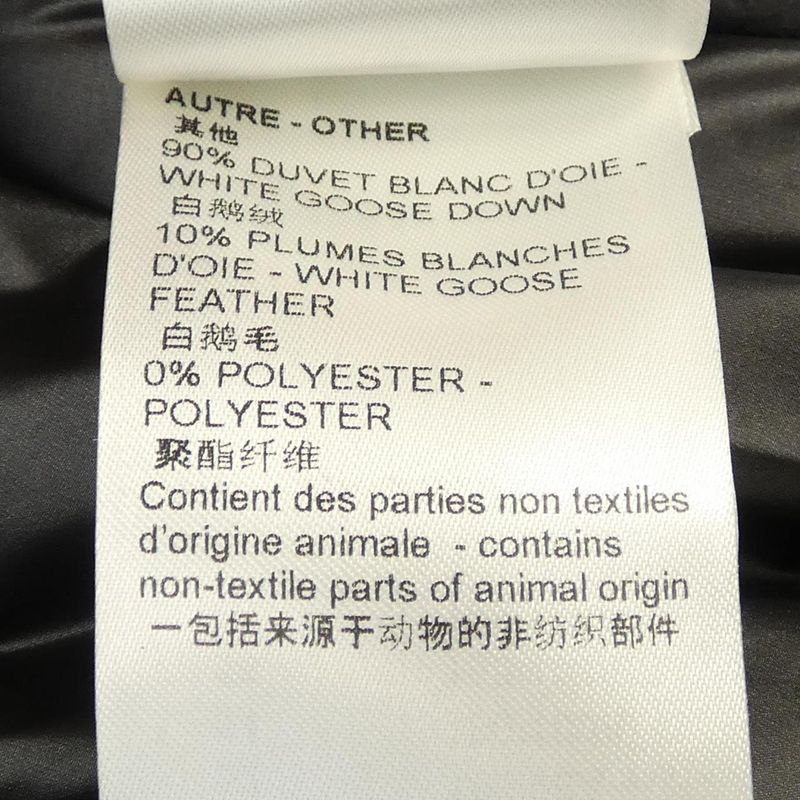 AUTRE - OTHER
其他
90% DUVET BLANC D'OIE -
WHITE GOOSE DOWN
白鹅绒
10% PLUMES BLANCHES
D'OIE - WHITE GOOSE
FEATHER
白鹅毛
0% POLYESTER -
POLYESTER
聚酯纤维
Contient des parties non textiles
d'origine animale - contains
non-textile parts of animal origin
一包括来源于动物的非纺织部件